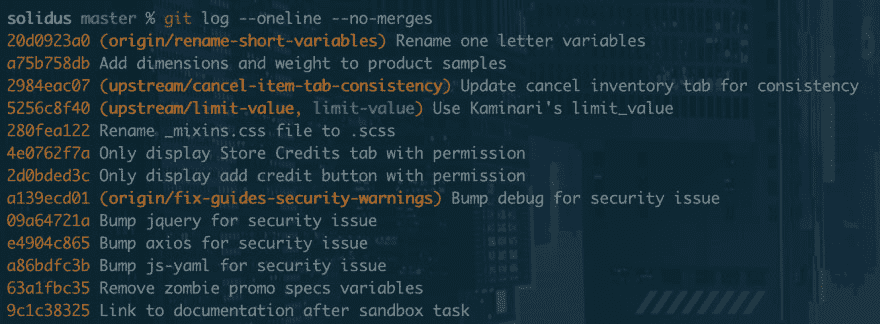 solidus master % git log --oneline --no-merges
20d0923a0 (origin/rename-short-variables) Rename one letter variables
a75b758db Add dimensions and weight to product samples
2984eac07 (upstream/cancel-item-tab-consistency) Update cancel inventory tab for consistency
5256c8f40 (upstream/limit-value, limit-value) Use Kaminari's limit_value
280fea122 Rename _mixins.css file to .scss
4e0762f7a Only display Store Credits tab with permission
2d0bded3c Only display add credit button with permission
a139ecd01 (origin/fix-guides-security-warnings) Bump debug for security issue
09a64721a Bump jquery for security issue
e4904c865 Bump axios for security issue
a86bdfc3b Bump js-yaml for security issue
63a1fbc35 Remove zombie promo specs variables
9c1c38325 Link to documentation after sandbox task